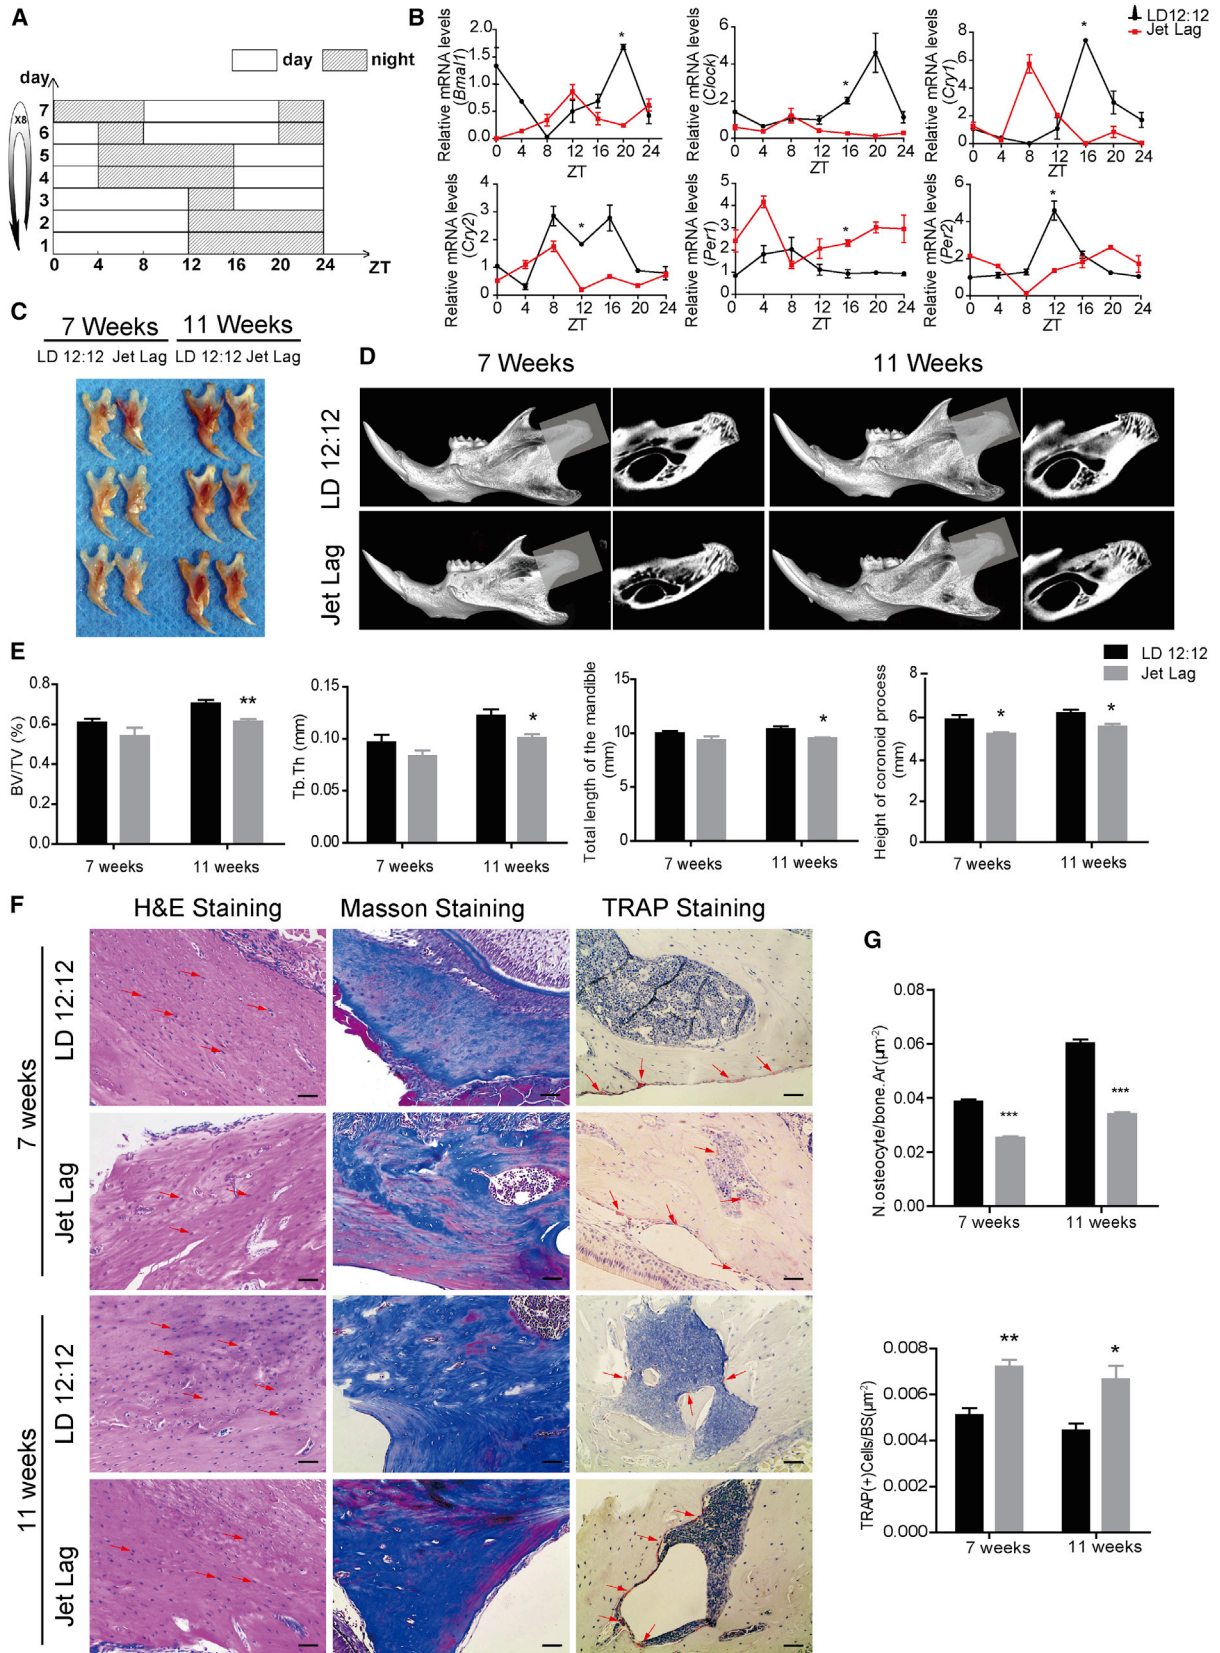 A
day
night
day
7
6
5
4
3
2
1
X8
0 4 8 12 16 20 24 ZT
B
LD12:12
Jet Lag
Relative mRNA levels
(Bmal1)
2.0
1.5
1.0
0.5
0.0
*
0 4 8 12 16 20 24
ZT
Relative mRNA levels
(Clock)
6
4
2
0
*
0 4 8 12 16 20 24
ZT
Relative mRNA levels
(Cry1)
8
6
4
2
0
*
0 4 8 12 16 20 24
ZT
Relative mRNA levels
(Cry2)
4
3
2
1
0
*
0 4 8 12 16 20 24
ZT
Relative mRNA levels
(Per1)
5
4
3
2
1
0
*
0 4 8 12 16 20 24
ZT
Relative mRNA levels
(Per2)
6
4
2
0
*
0 4 8 12 16 20 24
ZT
C
7 Weeks 11 Weeks
LD 12:12 Jet Lag LD 12:12 Jet Lag
D
7 Weeks 11 Weeks
LD 12:12
Jet Lag
E
LD 12:12
Jet Lag
BV/TV (%)
0.8
0.6
0.4
0.2
0.0
**
7 weeks 11 weeks
Tb.Th (mm)
0.15
0.10
0.05
0.00
*
7 weeks 11 weeks
Total length of the mandible
(mm)
15
10
5
0
*
7 weeks 11 weeks
Height of coronoid process
(mm)
8
6
4
2
0
* *
7 weeks 11 weeks
F
H&E Staining Masson Staining TRAP Staining
7 weeks
LD 12:12
Jet Lag
11 weeks
LD 12:12
Jet Lag
G
N.osteocyte/bone.Ar(μm-²)
0.08
0.06
0.04
0.02
0.00
*** ***
7 weeks 11 weeks
TRAP(+)Cells/BS(μm-²)
0.008
0.006
0.004
0.002
0.000
** *
7 weeks 11 weeks